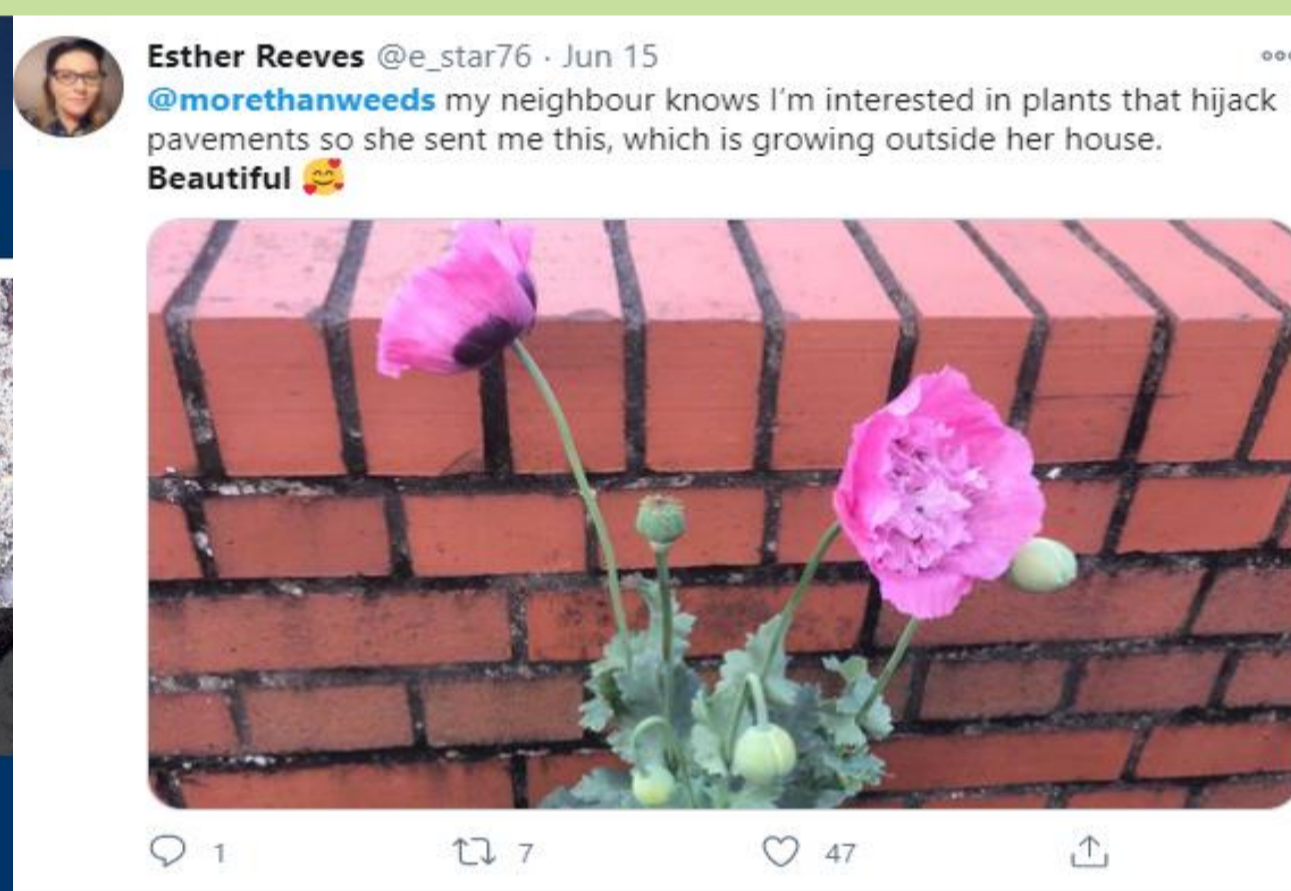 Esther Reeves @e_star76 · Jun 15
@morethanweeds my neighbour knows I'm interested in plants that hijack
pavements so she sent me this, which is growing outside her house.
Beautiful 🥰
1 7 47